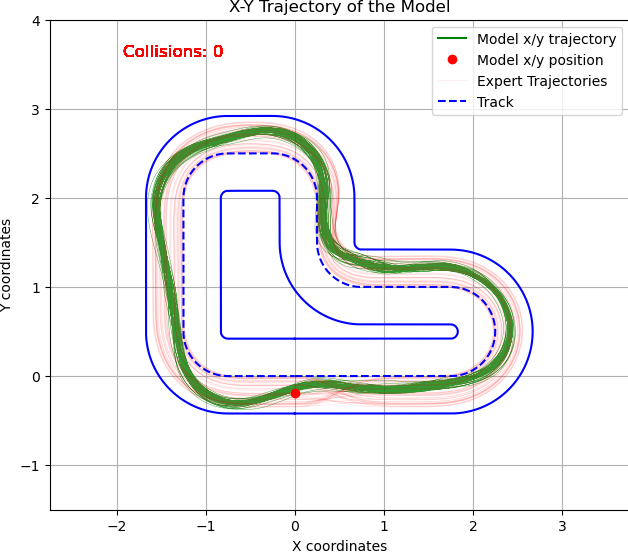 X-Y Trajectory of the Model
Collisions: 0
Model x/y trajectory
Model x/y position
Expert Trajectories
Track
Y coordinates
4
3
2
1
0
−1
−2
−1
0
1
2
3
X coordinates